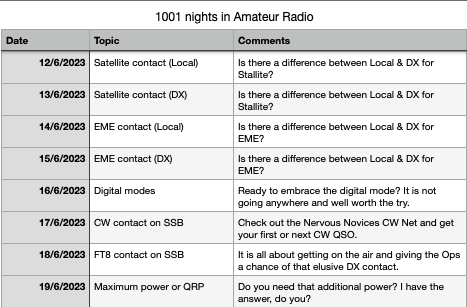 1001 nights in Amateur Radio
Date Topic Comments
12/6/2023 Satellite contact (Local) Is there a difference between Local & DX for
Stallite?
13/6/2023 Satellite contact (DX) Is there a difference between Local & DX for
Stallite?
14/6/2023 EME contact (Local) Is there a difference between Local & DX for
EME?
15/6/2023 EME contact (DX) Is there a difference between Local & DX for
EME?
16/6/2023 Digital modes Ready to embrace the digital mode? It is not
going anywhere and well worth the try.
17/6/2023 CW contact on SSB Check out the Nervous Novices CW Net and get
your first or next CW QSO.
18/6/2023 FT8 contact on SSB It is all about getting on the air and giving the Ops
a chance of that elusive DX contact.
19/6/2023 Maximum power or QRP Do you need that additional power? I have the
answer, do you?